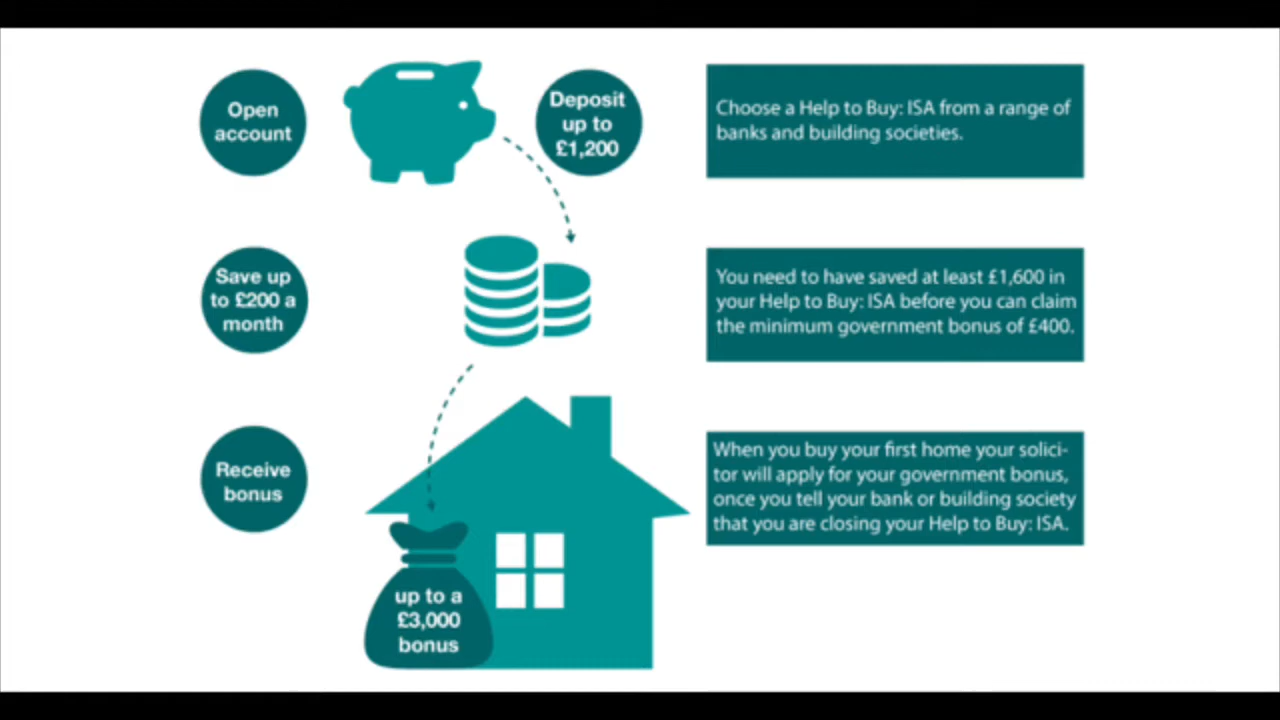 Open
account
Deposit
up to
£1,200
Choose a Help to Buy: ISA from a range of
banks and building societies.
Save up
to £200 a
month
You need to have saved at least £1,600 in
your Help to Buy: ISA before you can claim
the minimum government bonus of £400.
Receive
bonus
When you buy your first home your solici-
tor will apply for your government bonus,
once you tell your bank or building society
that you are closing your Help to Buy: ISA.
up to a
£3,000
bonus